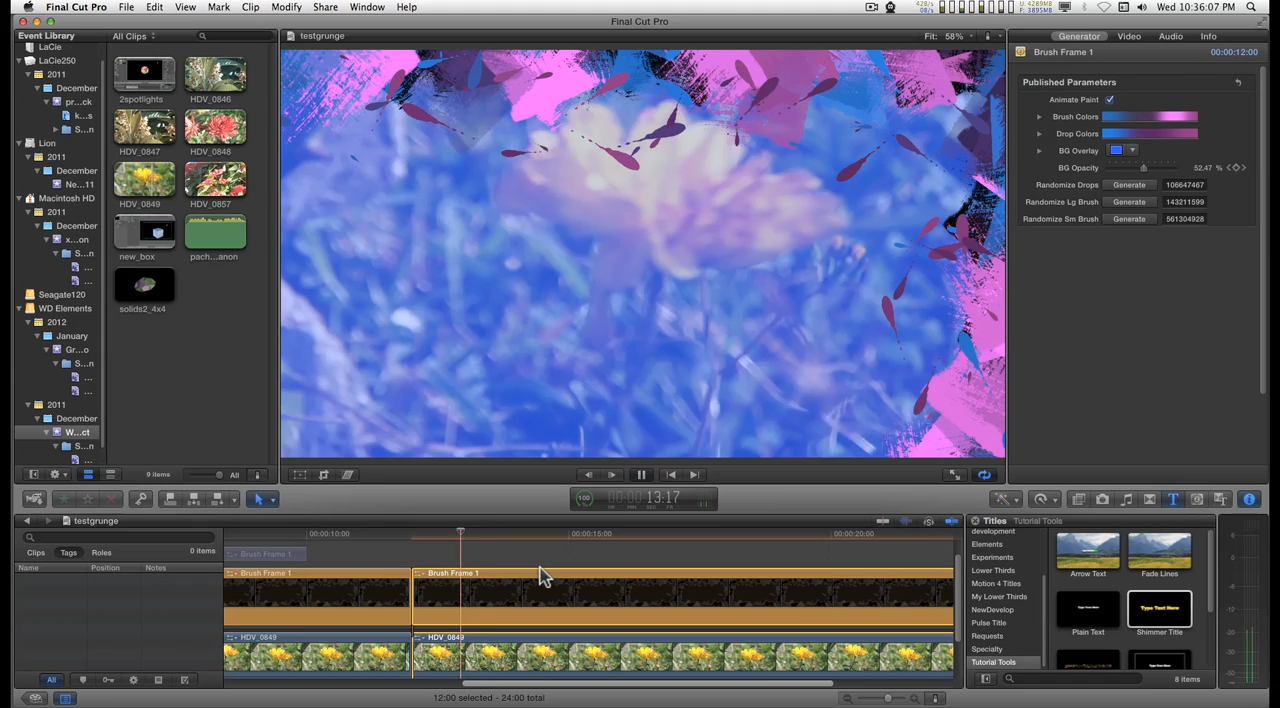 Final Cut Pro File Edit View Mark Clip Modify Share Window Help Wed 10:36:07 PM
Final Cut Pro
Event Library All Clips testgrunge Fit: 58% Generator Video Audio Info
LaCie
LaCie250
2011
December
pr...ck
k...s
S...n
Lion
2011
December
Ne...11
Macintosh HD
2011
December
x...on
S...n
...
...
Seagate120
WD Elements
2012
January
Gr...o
S...n
...
...
2011
December
W...ct
S...n
...
2spotlights HDV_0846
HDV_0847 HDV_0848
HDV_0849 HDV_0857
new_box pach...anon
solids2_4x4
9 items All
Brush Frame 1 00:00:12:00
Published Parameters
Animate Paint
Brush Colors
Drop Colors
BG Overlay
BG Opacity 52.47 %
Randomize Drops Generate 106647467
Randomize Lg Brush Generate 143211599
Randomize Sm Brush Generate 561304928
100 00:00:13:17
HR MIN SEC FR
testgrunge
Clips Tags Roles 0 items
Name Position Notes
All
00:00:10:00 00:00:15:00 00:00:20:00
Brush Frame 1
Brush Frame 1 Brush Frame 1
HDV_0849 HDV_0849
12:00 selected - 24:00 total
Titles Tutorial Tools
development
Elements
Experiments
Lower Thirds
Motion 4 Titles
My Lower Thirds
NewDevelop
Pulse Title
Requests
Specialty
Tutorial Tools
Arrow Text Fade Lines
Plain Text Shimmer Title
8 items